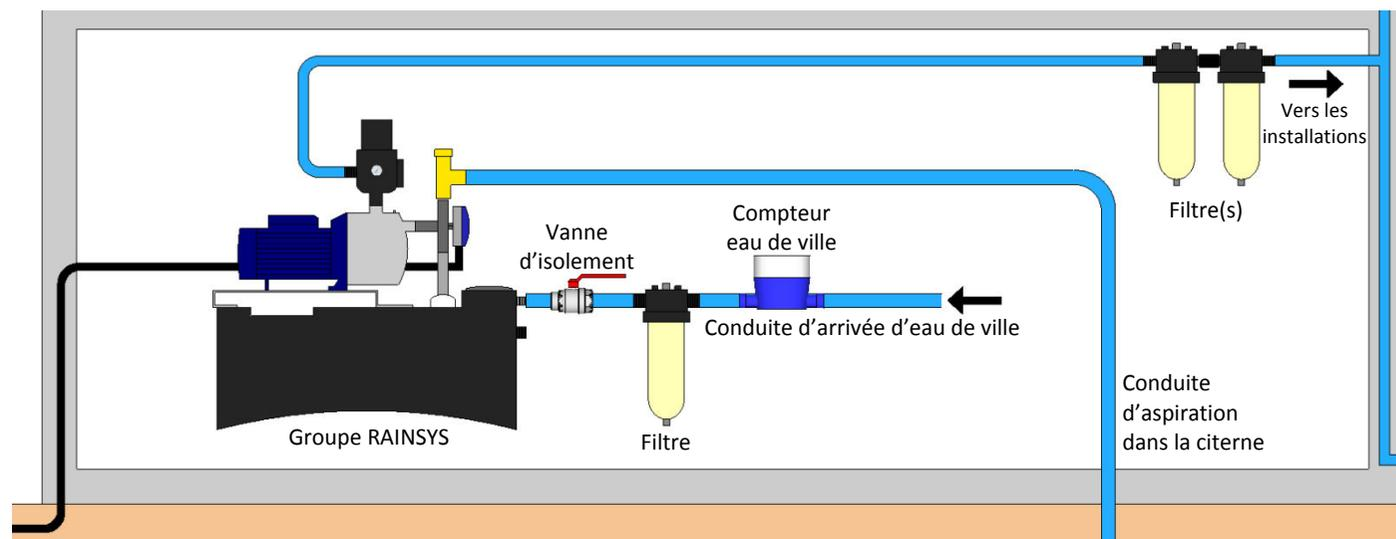 Vers les
installations
Filtre(s)
Compteur
eau de ville
Vanne
d’isolement
Conduite d’arrivée d’eau de ville
Conduite
d’aspiration
dans la citerne
Groupe RAINSYS
Filtre